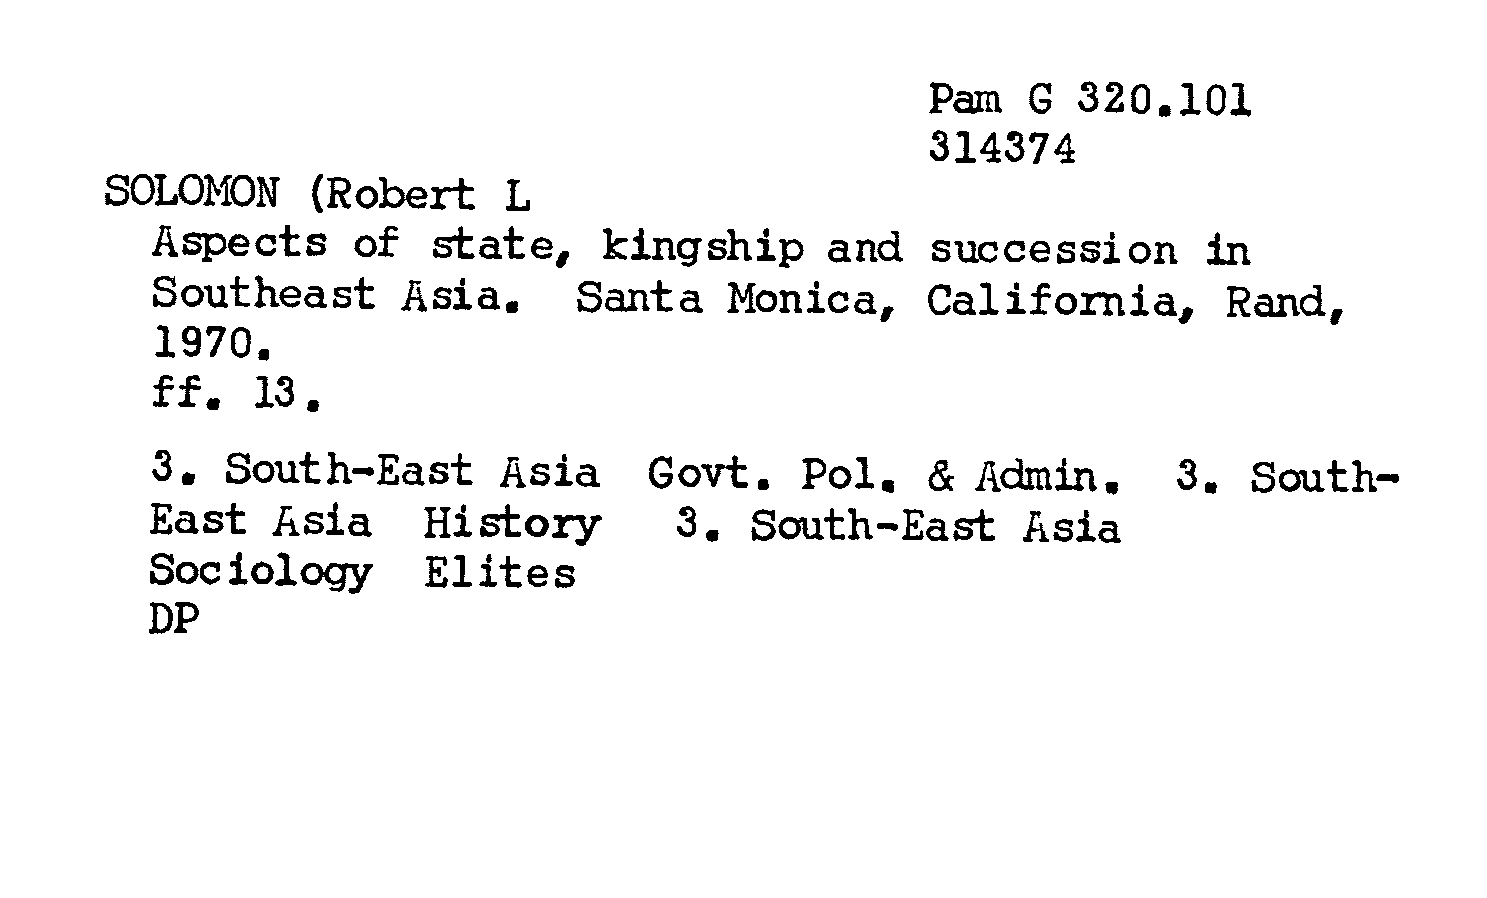 Pam G 320.101
314374
SOLOMON (Robert L
Aspects of state, kingship and succession in
Southeast Asia. Santa Monica, California, Rand,
1970.
ff. 13.
3. South-East Asia Govt. Pol. & Admin. 3. South-
East Asia History 3. South-East Asia
Sociology Elites
DP